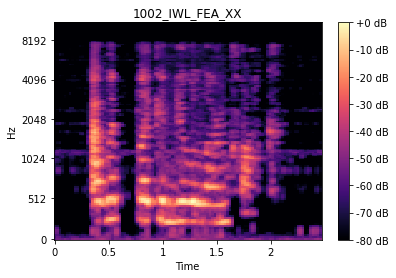 1002_IWL_FEA_XX
+0 dB
8192
-10 dB
4096
-20 dB
-30 dB
2048
Hz
-40 dB
1024
-50 dB
512
-60 dB
-70 dB
0
-80 dB
0 0.5 1 1.5 2
Time